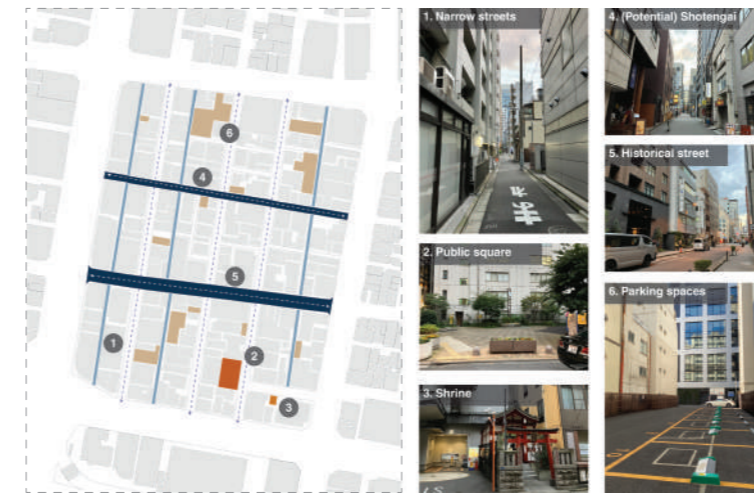 6
4
5
1
2
3
1. Narrow streets
2. Public square
3. Shrine
4. (Potential) Shotengai
5. Historical street
6. Parking spaces